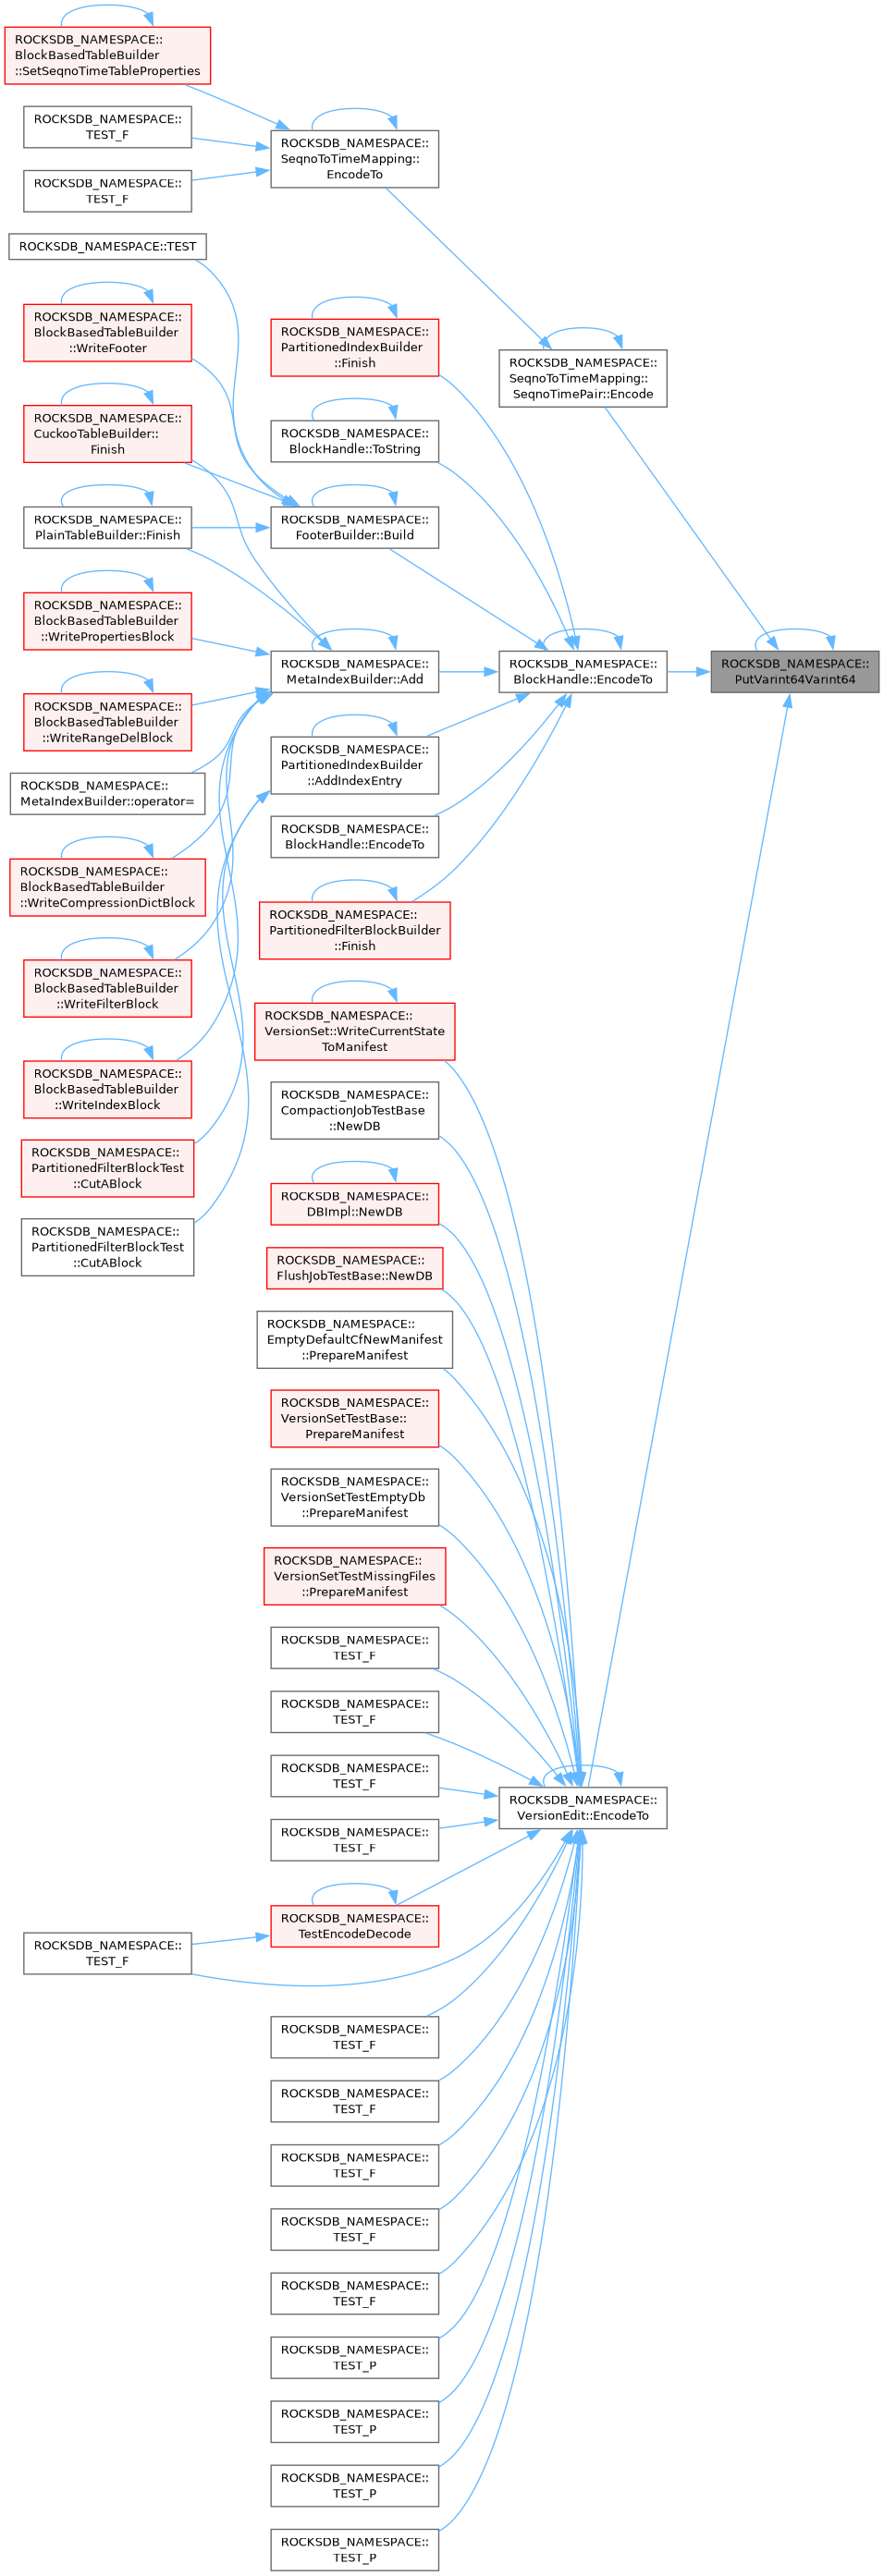 ROCKSDB_NAMESPACE::
BlockBasedTableBuilder
::SetSeqnoTimeTableProperties
ROCKSDB_NAMESPACE::
TEST_F
ROCKSDB_NAMESPACE::
SeqnoToTimeMapping::
EncodeTo
ROCKSDB_NAMESPACE::
TEST_F
ROCKSDB_NAMESPACE::TEST
ROCKSDB_NAMESPACE::
BlockBasedTableBuilder
::WriteFooter
ROCKSDB_NAMESPACE::
PartitionedIndexBuilder
::Finish
ROCKSDB_NAMESPACE::
SeqnoToTimeMapping::
SeqnoTimePair::Encode
ROCKSDB_NAMESPACE::
CuckooTableBuilder::
Finish
ROCKSDB_NAMESPACE::
BlockHandle::ToString
ROCKSDB_NAMESPACE::
PlainTableBuilder::Finish
ROCKSDB_NAMESPACE::
FooterBuilder::Build
ROCKSDB_NAMESPACE::
BlockBasedTableBuilder
::WritePropertiesBlock
ROCKSDB_NAMESPACE::
MetaIndexBuilder::Add
ROCKSDB_NAMESPACE::
BlockHandle::EncodeTo
ROCKSDB_NAMESPACE::
PutVarint64Varint64
ROCKSDB_NAMESPACE::
BlockBasedTableBuilder
::WriteRangeDelBlock
ROCKSDB_NAMESPACE::
PartitionedIndexBuilder
::AddIndexEntry
ROCKSDB_NAMESPACE::
MetaIndexBuilder::operator=
ROCKSDB_NAMESPACE::
BlockHandle::EncodeTo
ROCKSDB_NAMESPACE::
BlockBasedTableBuilder
::WriteCompressionDictBlock
ROCKSDB_NAMESPACE::
PartitionedFilterBlockBuilder
::Finish
ROCKSDB_NAMESPACE::
BlockBasedTableBuilder
::WriteFilterBlock
ROCKSDB_NAMESPACE::
VersionSet::WriteCurrentState
ToManifest
ROCKSDB_NAMESPACE::
BlockBasedTableBuilder
::WriteIndexBlock
ROCKSDB_NAMESPACE::
CompactionJobTestBase
::NewDB
ROCKSDB_NAMESPACE::
PartitionedFilterBlockTest
::CutABlock
ROCKSDB_NAMESPACE::
DBImpl::NewDB
ROCKSDB_NAMESPACE::
PartitionedFilterBlockTest
::CutABlock
ROCKSDB_NAMESPACE::
FlushJobTestBase::NewDB
ROCKSDB_NAMESPACE::
EmptyDefaultCfNewManifest
::PrepareManifest
ROCKSDB_NAMESPACE::
VersionSetTestBase::
PrepareManifest
ROCKSDB_NAMESPACE::
VersionSetTestEmptyDb
::PrepareManifest
ROCKSDB_NAMESPACE::
VersionSetTestMissingFiles
::PrepareManifest
ROCKSDB_NAMESPACE::
TEST_F
ROCKSDB_NAMESPACE::
TEST_F
ROCKSDB_NAMESPACE::
TEST_F
ROCKSDB_NAMESPACE::
VersionEdit::EncodeTo
ROCKSDB_NAMESPACE::
TEST_F
ROCKSDB_NAMESPACE::
TestEncodeDecode
ROCKSDB_NAMESPACE::
TEST_F
ROCKSDB_NAMESPACE::
TEST_F
ROCKSDB_NAMESPACE::
TEST_F
ROCKSDB_NAMESPACE::
TEST_F
ROCKSDB_NAMESPACE::
TEST_F
ROCKSDB_NAMESPACE::
TEST_F
ROCKSDB_NAMESPACE::
TEST_P
ROCKSDB_NAMESPACE::
TEST_P
ROCKSDB_NAMESPACE::
TEST_P
ROCKSDB_NAMESPACE::
TEST_P